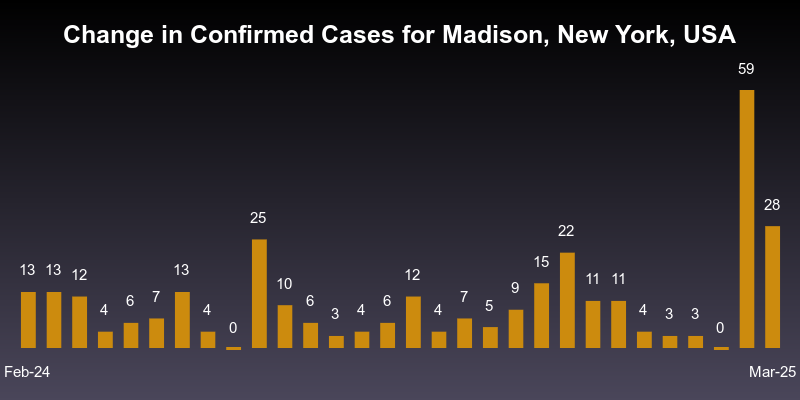 Change in Confirmed Cases for Madison, New York, USA
59
28
25
22
15
13 13 12 13 12 11 11
10 9
4 6 7 4 6 3 4 6 4 7 5 4 3 3
0 0
Feb-24 Mar-25